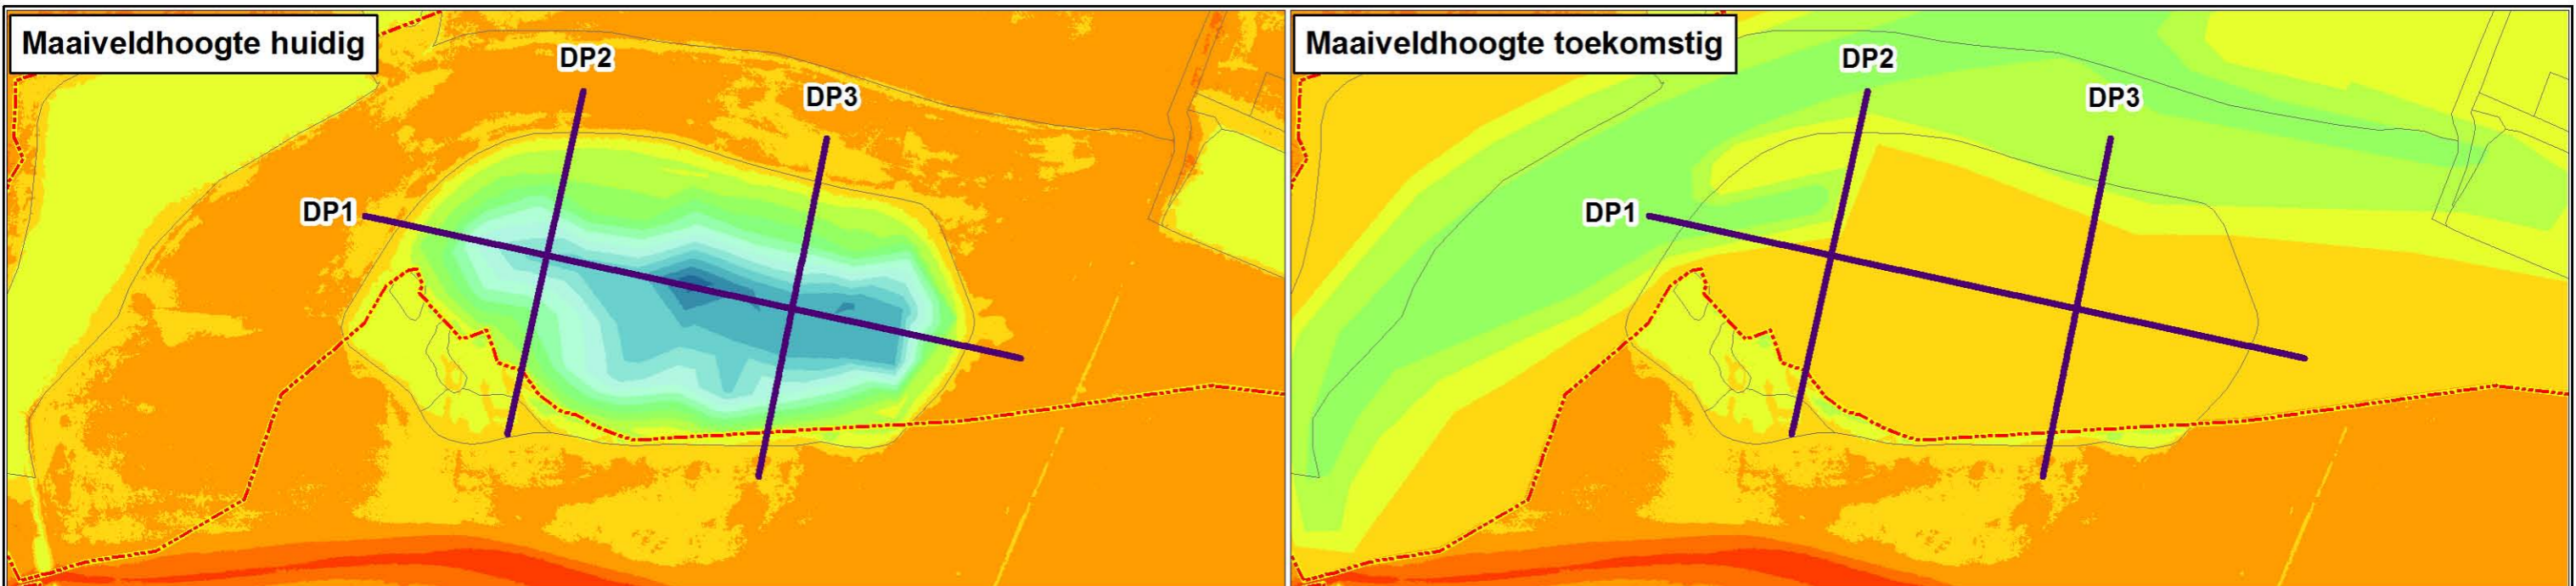 Maaiveldhoogte huidig
DP2
DP3
DP1
Maaiveldhoogte toekomstig
DP2
DP3
DP1